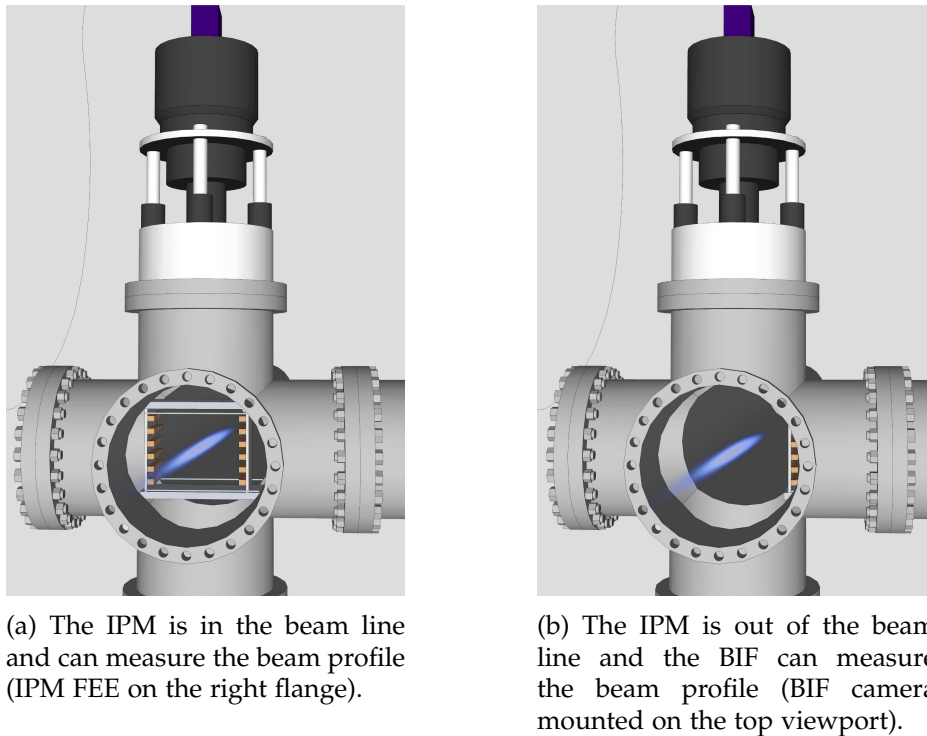 (a) The IPM is in the beam line
and can measure the beam profile
(IPM FEE on the right flange).
(b) The IPM is out of the beam
line and the BIF can measure
the beam profile (BIF camera
mounted on the top viewport).